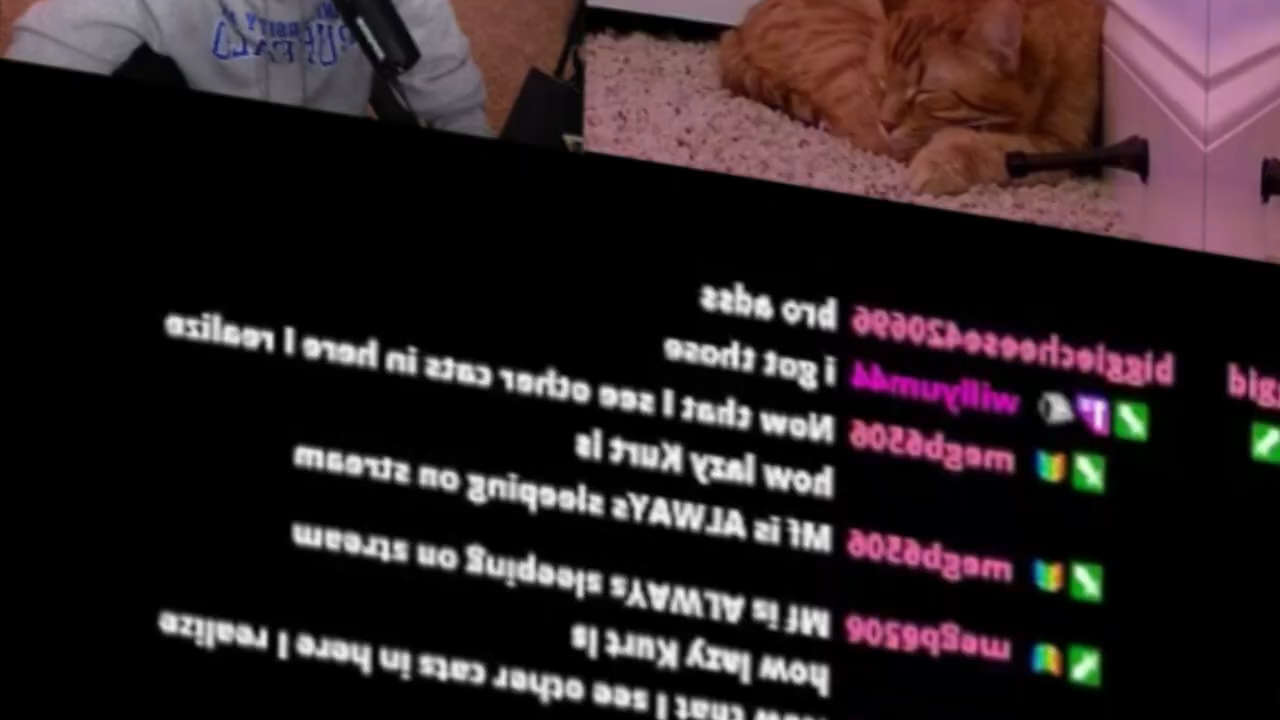 biggiecheese420696 bro adss
willyum44 i got those
megb6506 Now that I see other cats in here I realize
how lazy Kurt is
megb6506 Mf is ALWAYs sleeping on stream
megb6506 Mf is ALWAYs sleeping on stream
how lazy Kurt is
that I see other cats in here I realize